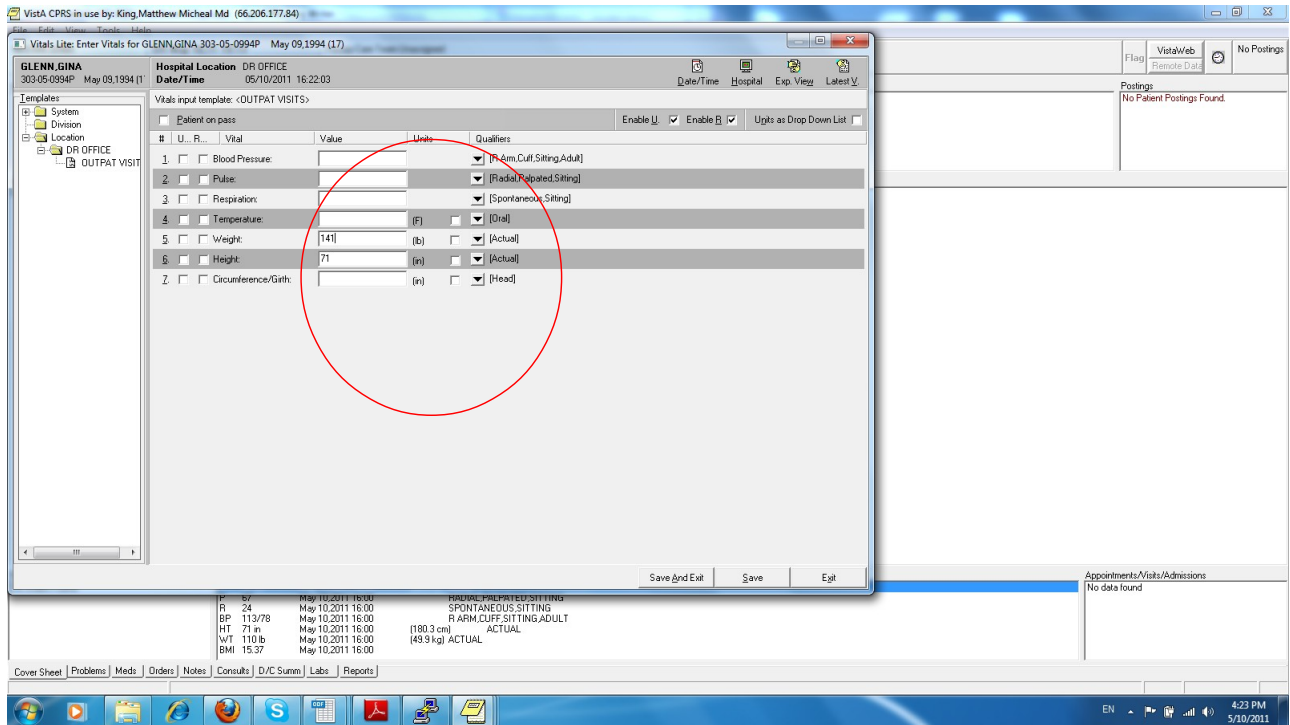 VistA CPRS in use by: King,Matthew Micheal Md (66.206.177.84)
File Edit View Tools Help
Vitals Lite: Enter Vitals for GLENN,GINA 303-05-0994P May 09,1994 (17)
GLENN,GINA
303-05-0994P May 09,1994 (1
Hospital Location DR OFFICE
Date/Time 05/10/2011 16:22:03
Date/Time Hospital Exp. View Latest V.
Flag
VistaWeb
Remote Data
No Postings
Postings
No Patient Postings Found.
Templates
System
Division
Location
DR OFFICE
OUTPAT VISIT
Vitals input template: <OUTPAT VISITS>
Patient on pass Enable U. Enable R Units as Drop Down List
# U... R... Vital Value Units Qualifiers
1. Blood Pressure: [R Arm,Cuff,Sitting,Adult]
2. Pulse: [Radial,Palpated,Sitting]
3. Respiration: [Spontaneous,Sitting]
4. Temperature: (F) [Oral]
5. Weight: 141 (lb) [Actual]
6. Height: 71 (in) [Actual]
7. Circumference/Girth: (in) [Head]
Save And Exit Save Exit
Appointments/Visits/Admissions
No data found
P 67 May 10,2011 16:00 RADIAL,PALPATED,SITTING
R 24 May 10,2011 16:00 SPONTANEOUS,SITTING
BP 113/78 May 10,2011 16:00 R ARM,CUFF,SITTING,ADULT
HT 71 in May 10,2011 16:00 (180.3 cm) ACTUAL
WT 110 lb May 10,2011 16:00 (49.9 kg) ACTUAL
BMI 15.37 May 10,2011 16:00
Cover Sheet Problems Meds Orders Notes Consults D/C Summ Labs Reports
EN
4:23 PM
5/10/2011